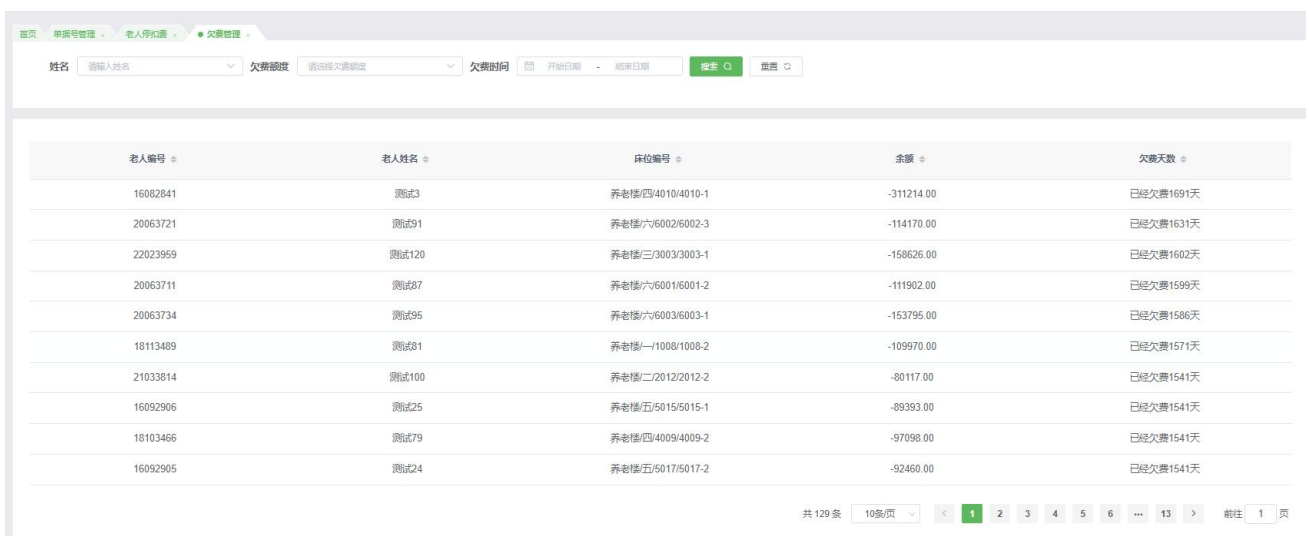 首页 单据号管理 × 老人停扣费 × 欠费管理 ×
姓名 请输入姓名 欠费额度 请选择欠费额度 欠费时间 开始日期 - 结束日期 搜索 重置
老人编号 老人姓名 床位编号 余额 欠费天数
16082841 测试3 养老楼/四/4010/4010-1 -311214.00 已经欠费1691天
20063721 测试91 养老楼/六/6002/6002-3 -114170.00 已经欠费1631天
22023959 测试120 养老楼/三/3003/3003-1 -158626.00 已经欠费1602天
20063711 测试87 养老楼/六/6001/6001-2 -111902.00 已经欠费1599天
20063734 测试95 养老楼/六/6003/6003-1 -153795.00 已经欠费1586天
18113489 测试81 养老楼/一/1008/1008-2 -109970.00 已经欠费1571天
21033814 测试100 养老楼/二/2012/2012-2 -80117.00 已经欠费1541天
16092906 测试25 养老楼/五/5015/5015-1 -89393.00 已经欠费1541天
18103466 测试79 养老楼/四/4009/4009-2 -97098.00 已经欠费1541天
16092905 测试24 养老楼/五/5017/5017-2 -92460.00 已经欠费1541天
共 129 条 10条/页 < 1 2 3 4 5 6 ··· 13 > 前往 1 页